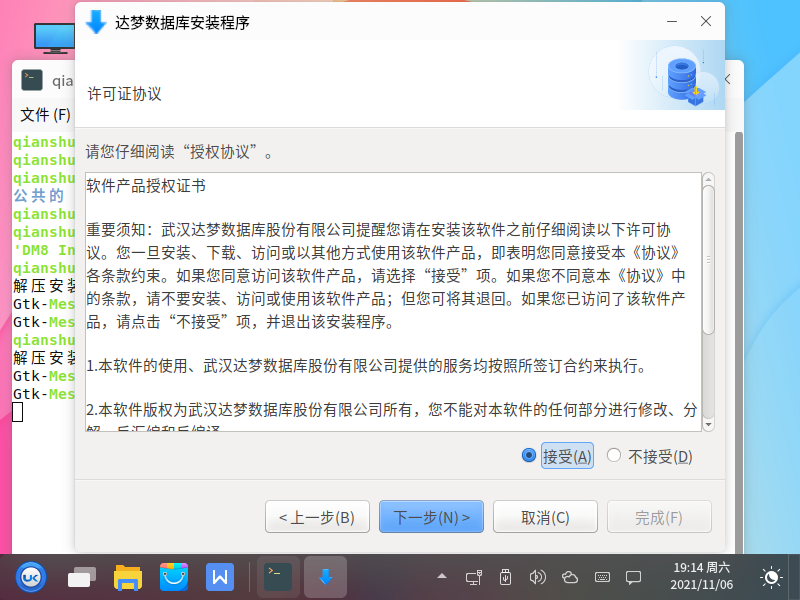 达梦数据库安装程序
许可证协议
请您仔细阅读“授权协议”。
软件产品授权证书
重要须知：武汉达梦数据库股份有限公司提醒您请在安装该软件之前仔细阅读以下许可协
议。您一旦安装、下载、访问或以其他方式使用该软件产品，即表明您同意接受本《协议》
各条款约束。如果您同意访问该软件产品，请选择“接受”项。如果您不同意本《协议》中
的条款，请不要安装、访问或使用该软件产品；但您可将其退回。如果您已访问了该软件产
品，请点击“不接受”项，并退出该安装程序。
1.本软件的使用、武汉达梦数据库股份有限公司提供的服务均按照所签订合约来执行。
2.本软件版权为武汉达梦数据库股份有限公司所有，您不能对本软件的任何部分进行修改、分
解、反汇编和反编译
接受(A)
不接受(D)
< 上一步(B)
下一步(N) >
取消(C)
完成(F)
qia
文件 (F)
qianshu
qianshu
qianshu
公共的
qianshu
qianshu
'DM8 In
qianshu
解压安装
Gtk-Mes
Gtk-Mes
qianshu
解压安装
Gtk-Mes
Gtk-Mes
UK
W
19:14 周六
2021/11/06